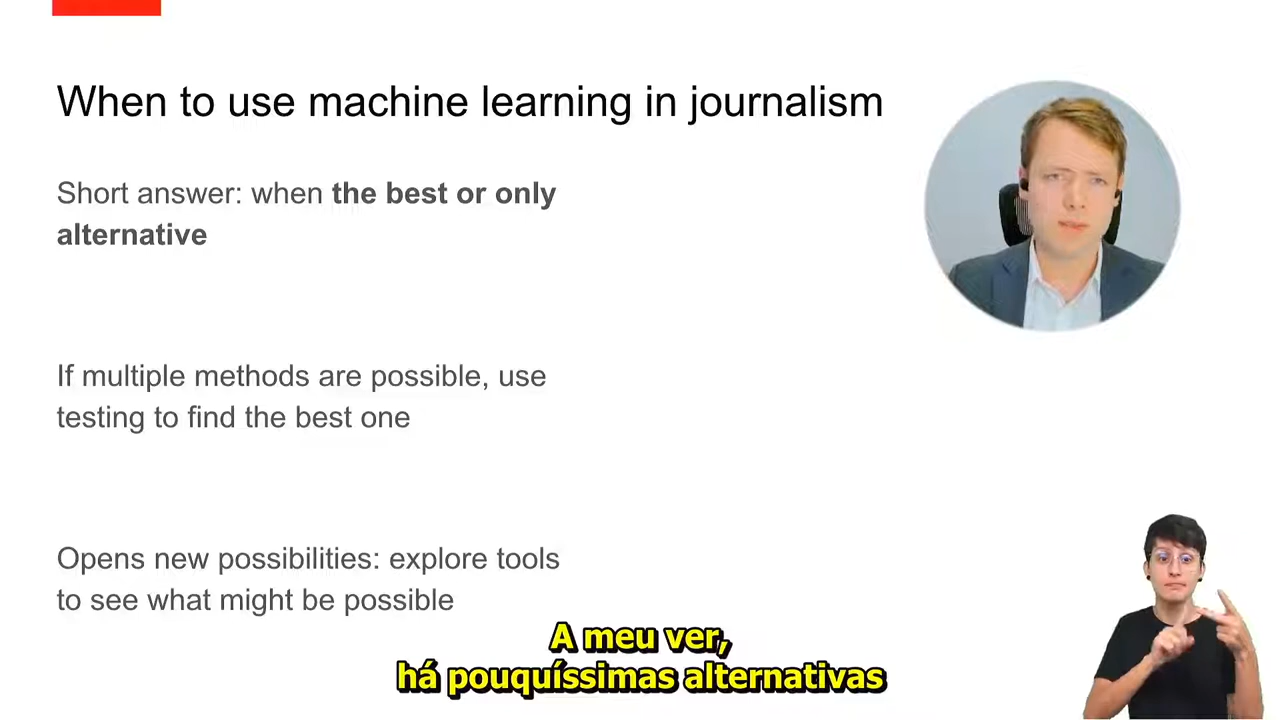 When to use machine learning in journalism
Short answer: when the best or only
alternative
If multiple methods are possible, use
testing to find the best one
Opens new possibilities: explore tools
to see what might be possible
A meu ver,
há pouquíssimas alternativas